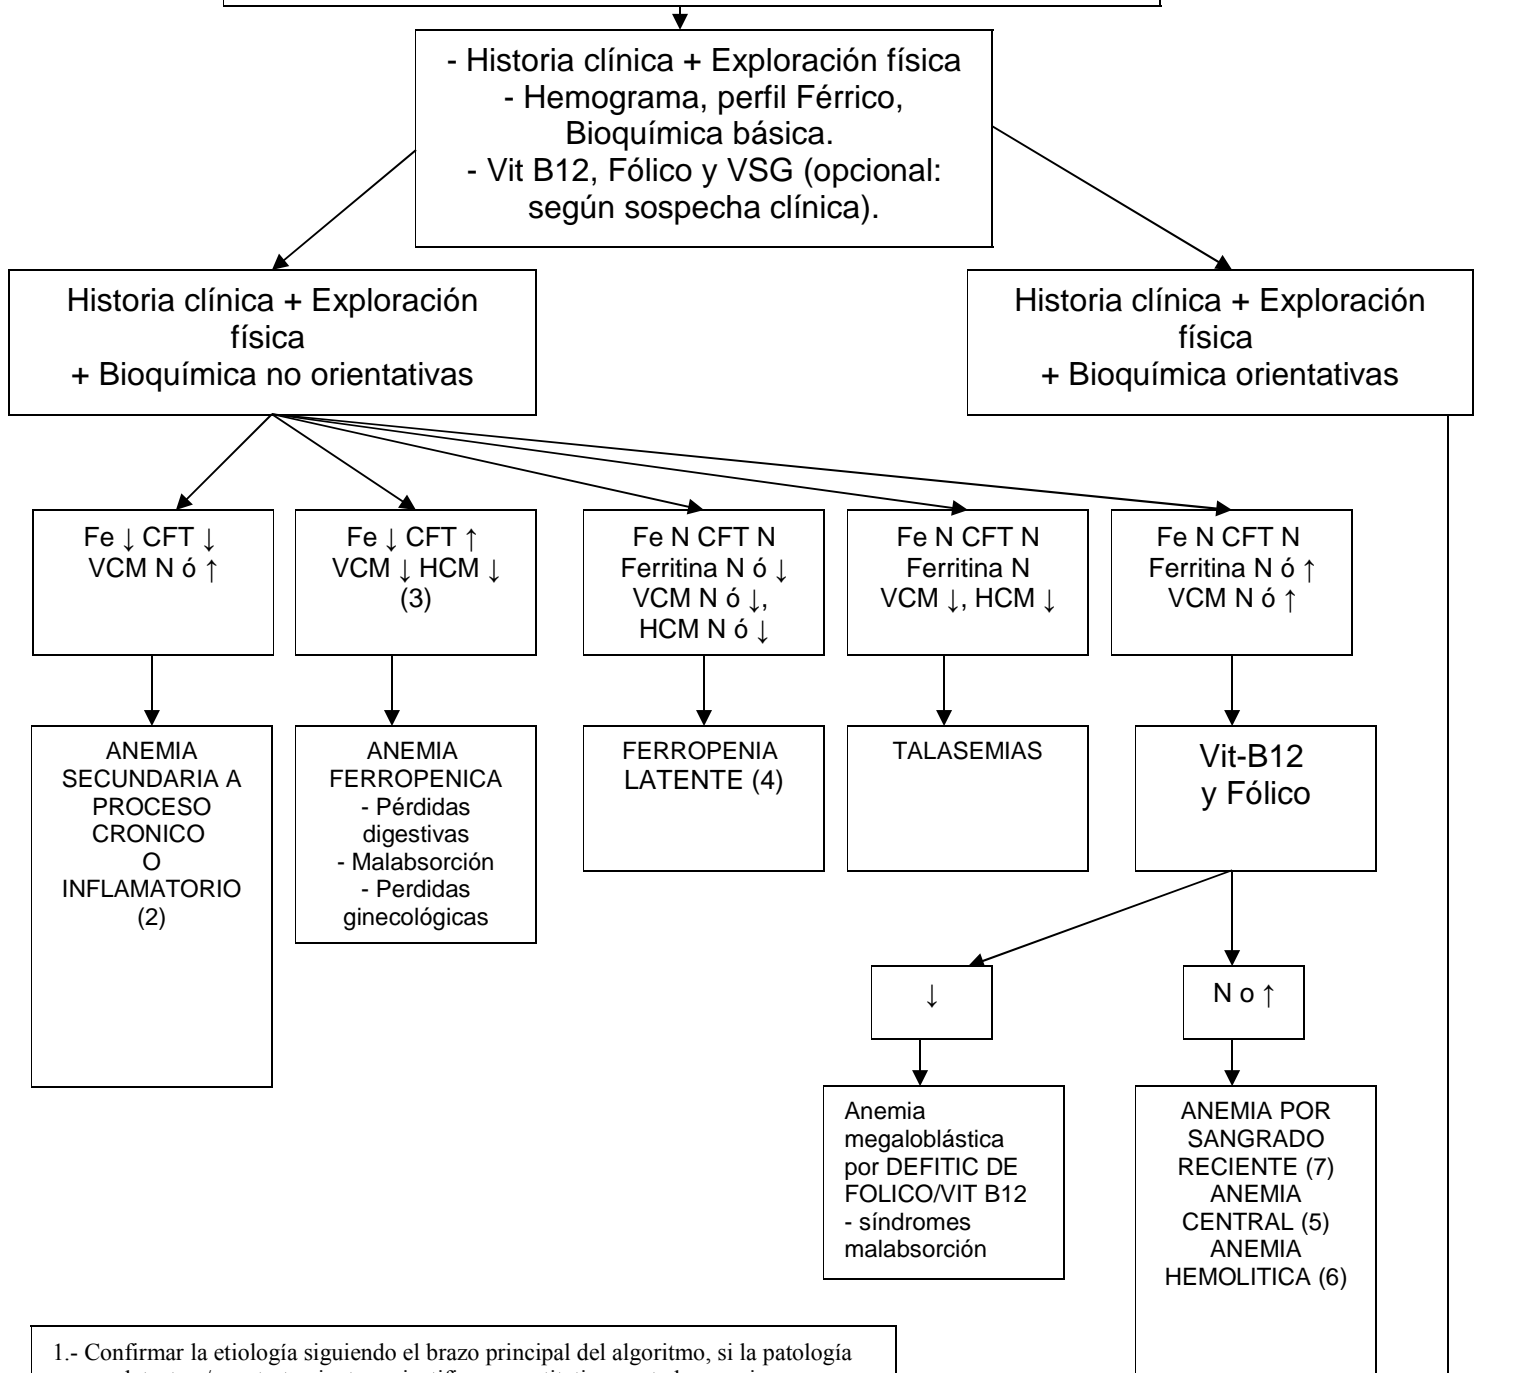 - Historia clínica + Exploración física
- Hemograma, perfil Férrico,
Bioquímica básica.
- Vit B12, Fólico y VSG (opcional:
según sospecha clínica).
Historia clínica + Exploración
física
+ Bioquímica no orientativas
Historia clínica + Exploración
física
+ Bioquímica orientativas
Fe ↓ CFT ↓
VCM N ó ↑
Fe ↓ CFT ↑
VCM ↓ HCM ↓
(3)
Fe N CFT N
Ferritina N ó ↓
VCM N ó ↓,
HCM N ó ↓
Fe N CFT N
Ferritina N
VCM ↓, HCM ↓
Fe N CFT N
Ferritina N ó ↑
VCM N ó ↑
ANEMIA
SECUNDARIA A
PROCESO
CRONICO
O
INFLAMATORIO
(2)
ANEMIA
FERROPENICA
- Pérdidas
digestivas
- Malabsorción
- Perdidas
ginecológicas
FERROPENIA
LATENTE (4)
TALASEMIAS
Vit-B12
y Fólico
↓
N o ↑
Anemia
megaloblástica
por DEFITIC DE
FOLICO/VIT B12
- síndromes
malabsorción
ANEMIA POR
SANGRADO
RECIENTE (7)
ANEMIA
CENTRAL (5)
ANEMIA
HEMOLITICA (6)
1.- Confirmar la etiología siguiendo el brazo principal del algoritmo, si la patología